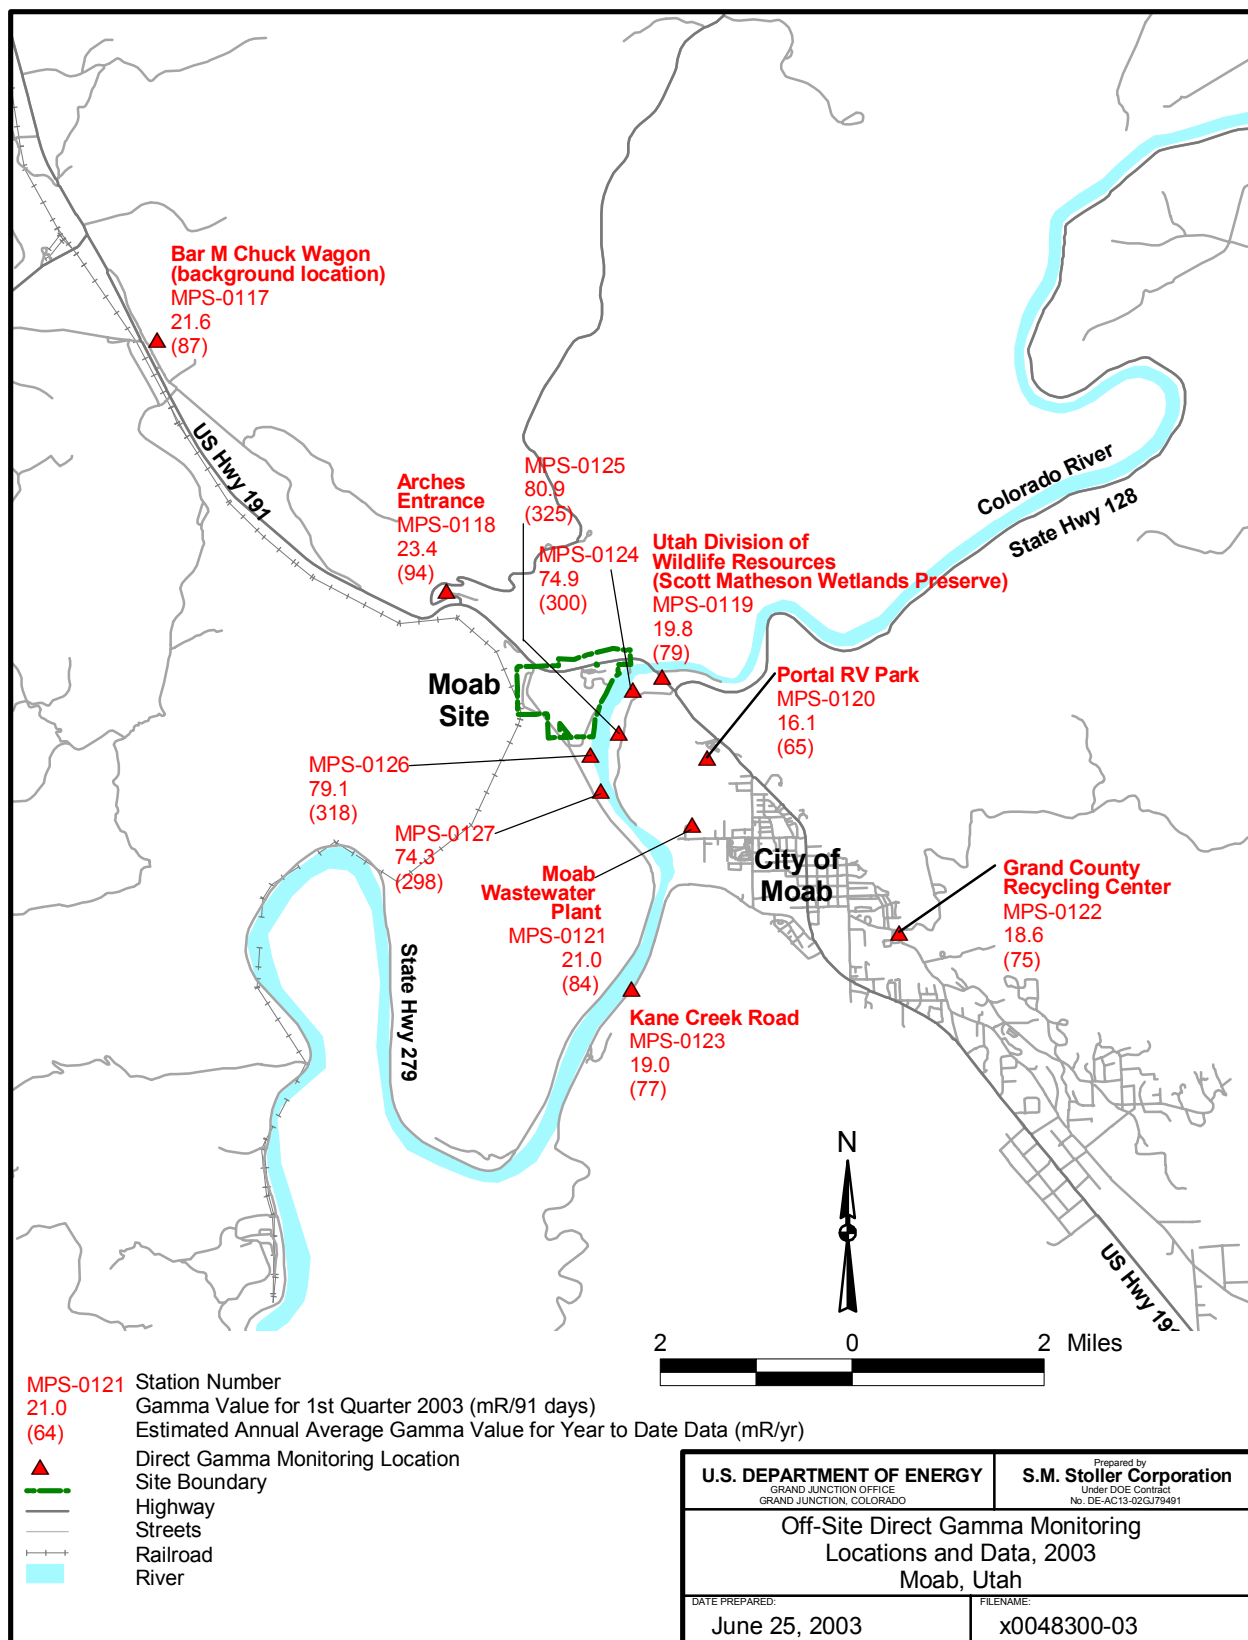 Bar M Chuck Wagon
(background location)
MPS-0117
21.6
(87)
US Hwy 191
Arches
Entrance
MPS-0118
23.4
(94)
MPS-0125
80.9
(325)
MPS-0124
74.9
(300)
Utah Division of
Wildlife Resources
(Scott Matheson Wetlands Preserve)
MPS-0119
19.8
(79)
Colorado River
State Hwy 128
Moab
Site
Portal RV Park
MPS-0120
16.1
(65)
MPS-0126
79.1
(318)
MPS-0127
74.3
(298)
Moab
Wastewater
Plant
MPS-0121
21.0
(84)
City of
Moab
Grand County
Recycling Center
MPS-0122
18.6
(75)
State Hwy 279
Kane Creek Road
MPS-0123
19.0
(77)
N
US Hwy 19
2 0 2 Miles
MPS-0121 Station Number
21.0 Gamma Value for 1st Quarter 2003 (mR/91 days)
(64) Estimated Annual Average Gamma Value for Year to Date Data (mR/yr)
Direct Gamma Monitoring Location
Site Boundary
Highway
Streets
Railroad
River
U.S. DEPARTMENT OF ENERGY
GRAND JUNCTION OFFICE
GRAND JUNCTION, COLORADO
Prepared by
S.M. Stoller Corporation
Under DOE Contract
No. DE-AC13-02GJ79491
Off-Site Direct Gamma Monitoring
Locations and Data, 2003
Moab, Utah
DATE PREPARED:
June 25, 2003
FILENAME:
x0048300-03